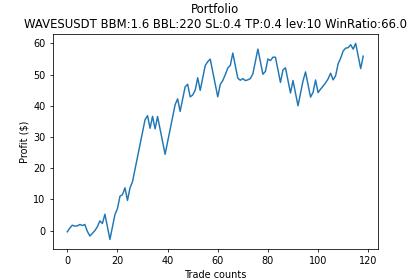 Portfolio
WAVESUSDT BBM:1.6 BBL:220 SL:0.4 TP:0.4 lev:10 WinRatio:66.0
60
50
40
30
20
10
0
Profit ($)
0 20 40 60 80 100 120
Trade counts